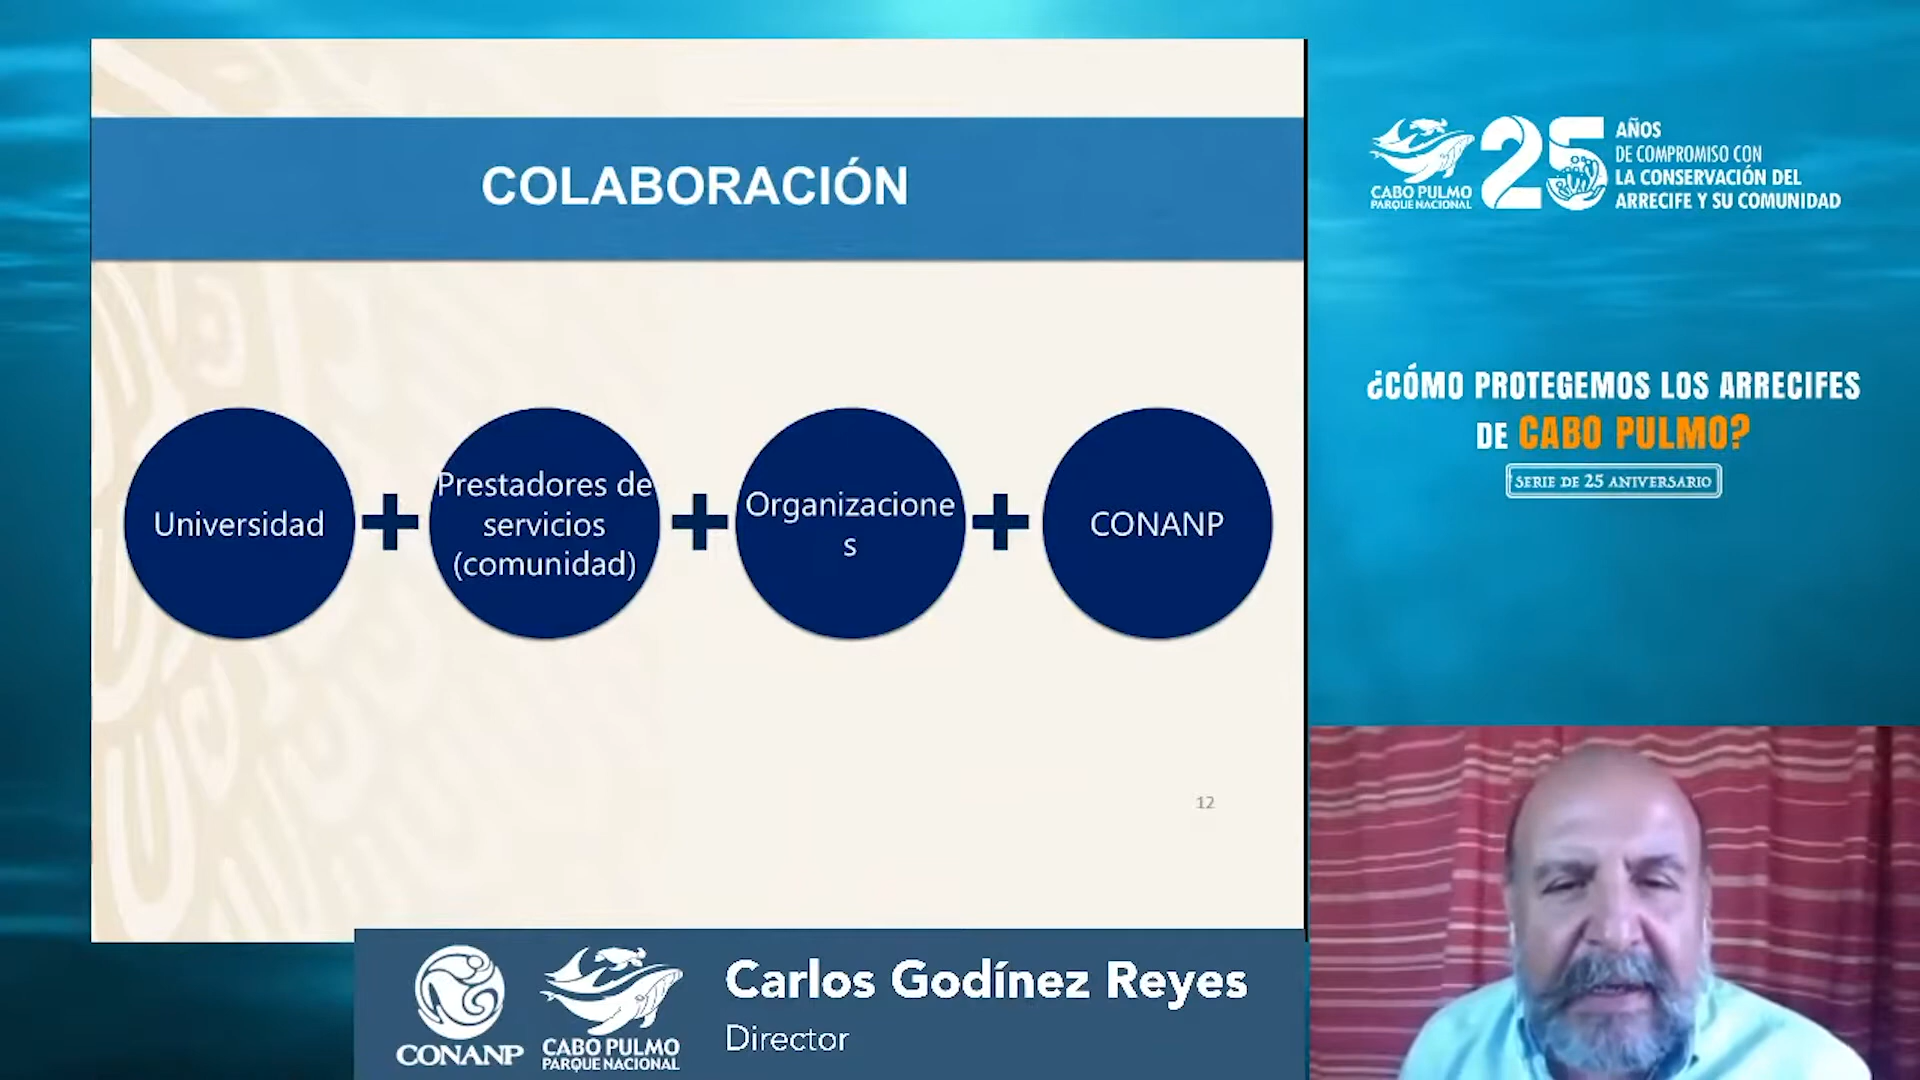 COLABORACIÓN
Universidad
Prestadores de
servicios
(comunidad)
Organizacione
s
CONANP
12
CABO PULMO
PARQUE NACIONAL
25
AÑOS
DE COMPROMISO CON
LA CONSERVACIÓN DEL
ARRECIFE Y SU COMUNIDAD
¿CÓMO PROTEGEMOS LOS ARRECIFES
DE CABO PULMO?
SERIE DE 25 ANIVERSARIO
CONANP
CABO PULMO
PARQUE NACIONAL
Carlos Godínez Reyes
Director